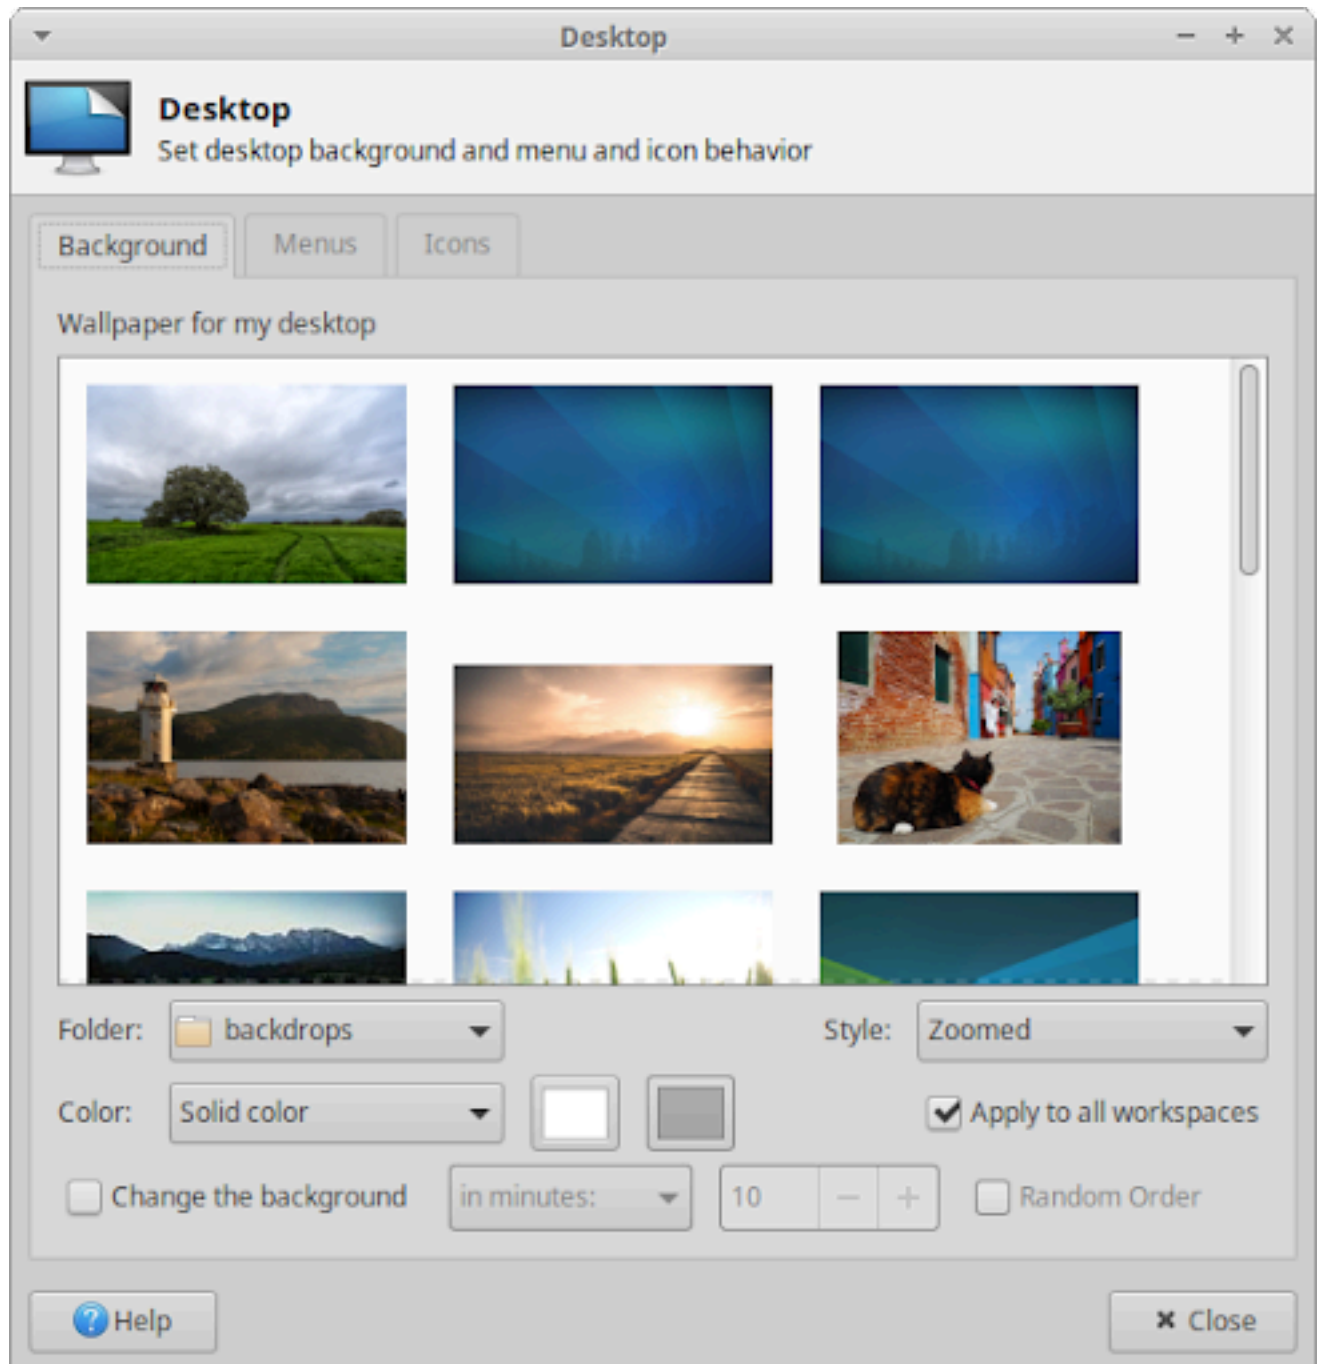 Desktop
Desktop
Set desktop background and menu and icon behavior
Background Menus Icons
Wallpaper for my desktop
Folder: backdrops Style: Zoomed
Color: Solid color Apply to all workspaces
Change the background in minutes: 10 Random Order
Help Close